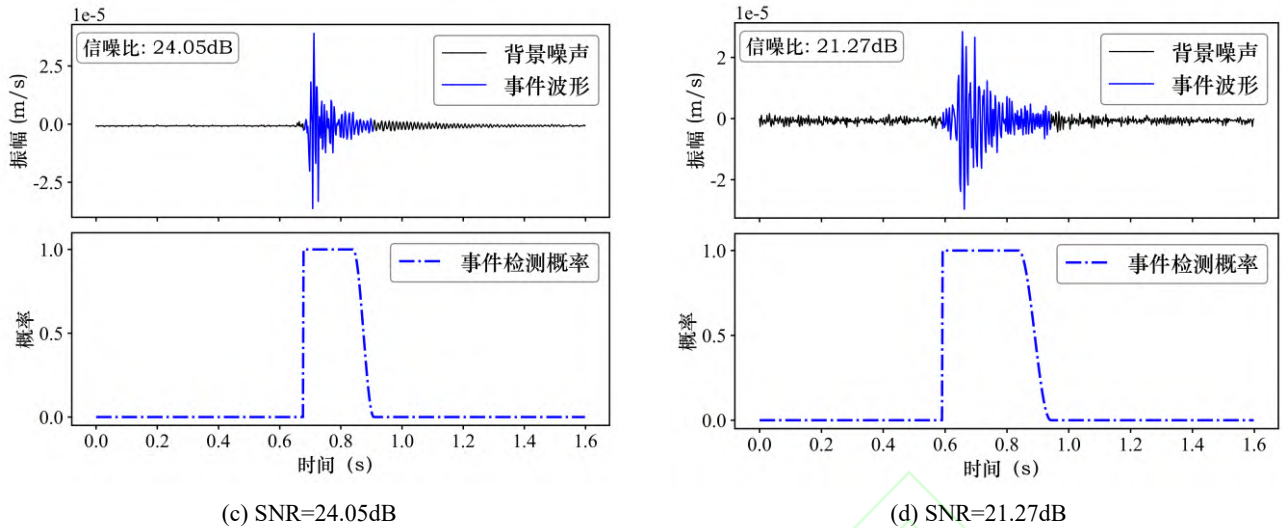 1e-5
信噪比: 24.05dB
背景噪声
事件波形
2.5
0.0
-2.5
振幅 (m/s)
事件检测概率
1.0
0.5
0.0
概率
0.0 0.2 0.4 0.6 0.8 1.0 1.2 1.4 1.6
时间 (s)
(c) SNR=24.05dB
1e-5
信噪比: 21.27dB
背景噪声
事件波形
2
0
-2
振幅 (m/s)
事件检测概率
1.0
0.5
0.0
概率
0.0 0.2 0.4 0.6 0.8 1.0 1.2 1.4 1.6
时间 (s)
(d) SNR=21.27dB